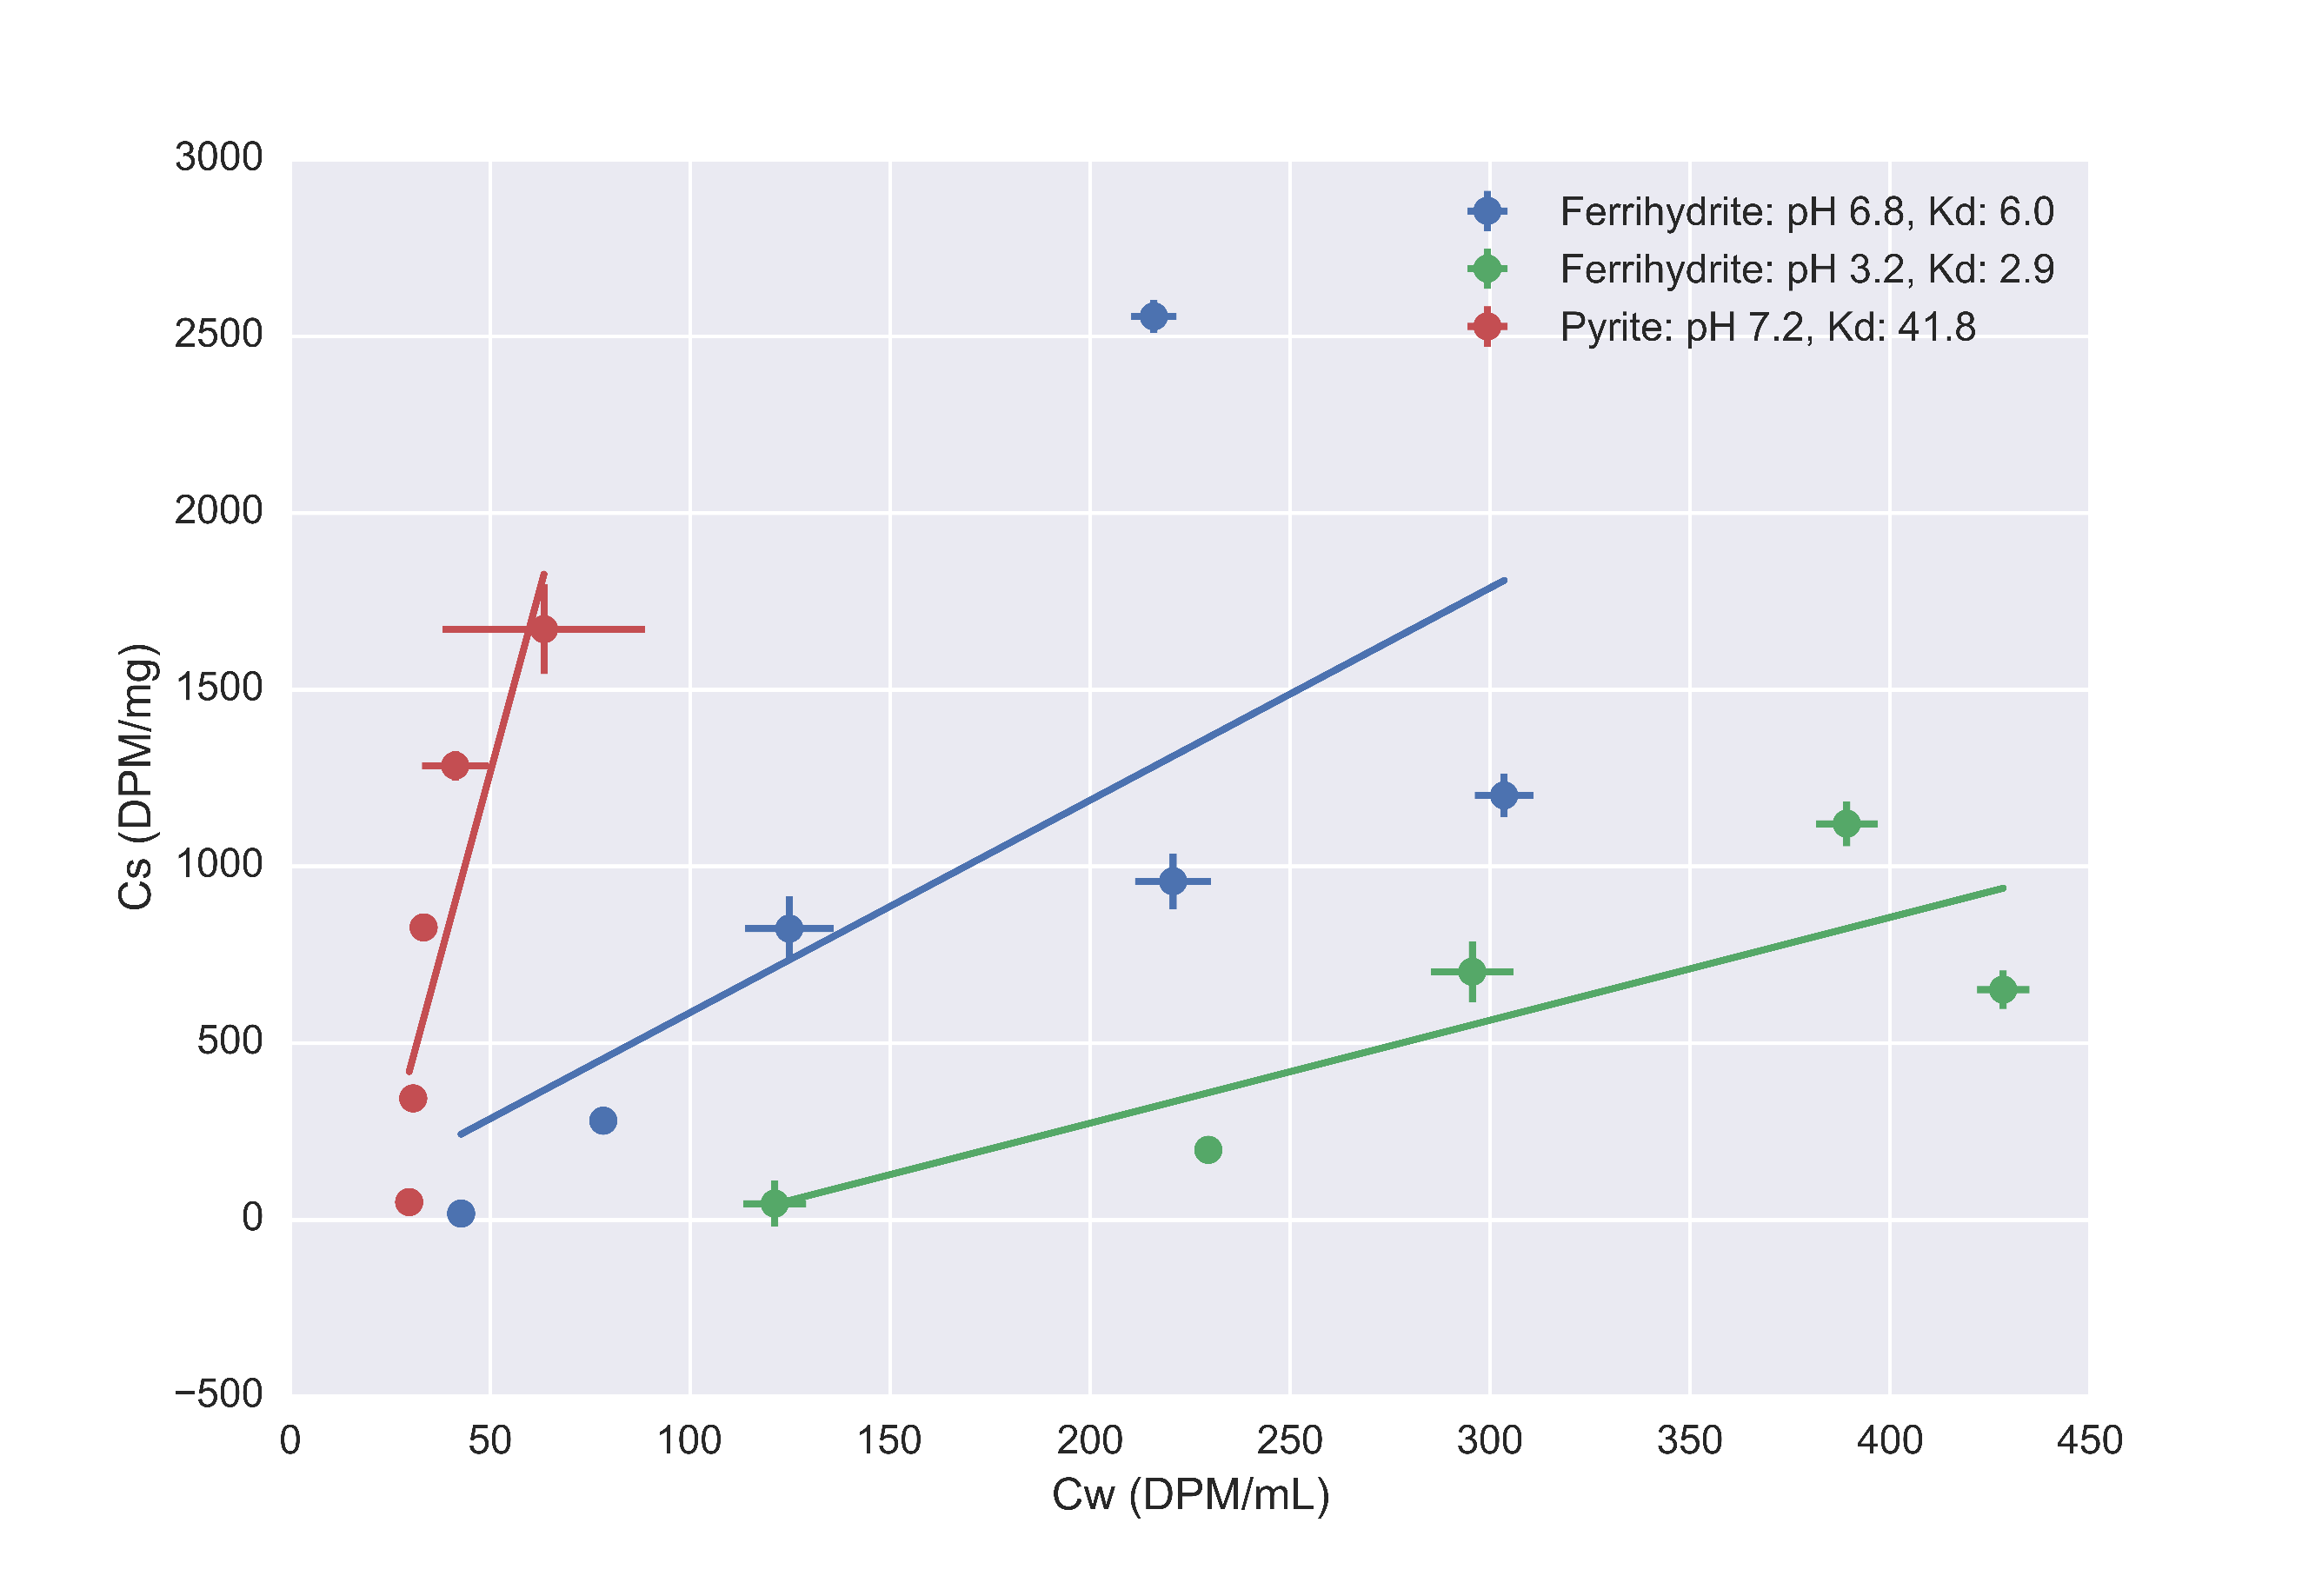 3000
2500
2000
1500
1000
500
0
−500
Cs (DPM/mg)
Ferrihydrite: pH 6.8, Kd: 6.0
Ferrihydrite: pH 3.2, Kd: 2.9
Pyrite: pH 7.2, Kd: 41.8
0 50 100 150 200 250 300 350 400 450
Cw (DPM/mL)